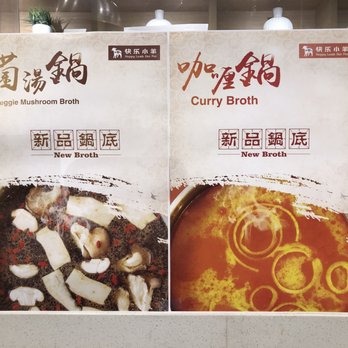 菌湯鍋
快乐小羊
eggie Mushroom Broth
新品鍋底
New Broth
咖喱鍋
快乐小羊
Curry Broth
新品鍋底
New Broth